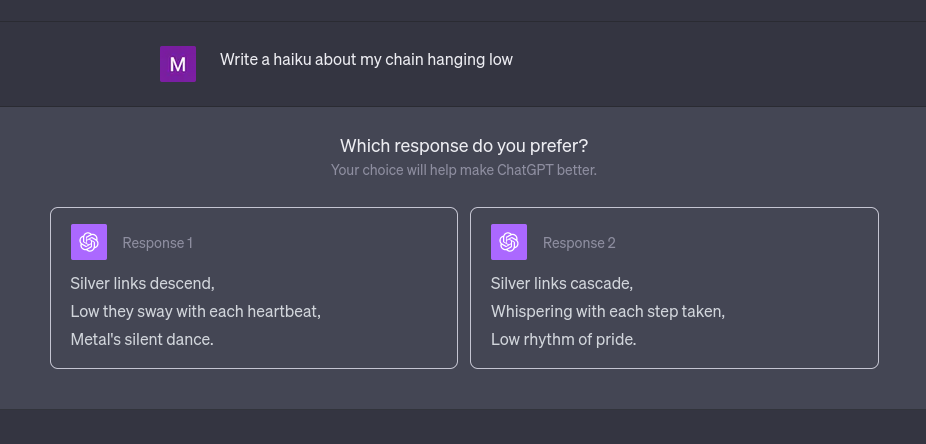 M
Write a haiku about my chain hanging low
Which response do you prefer?
Your choice will help make ChatGPT better.
Response 1
Silver links descend,
Low they sway with each heartbeat,
Metal's silent dance.
Response 2
Silver links cascade,
Whispering with each step taken,
Low rhythm of pride.